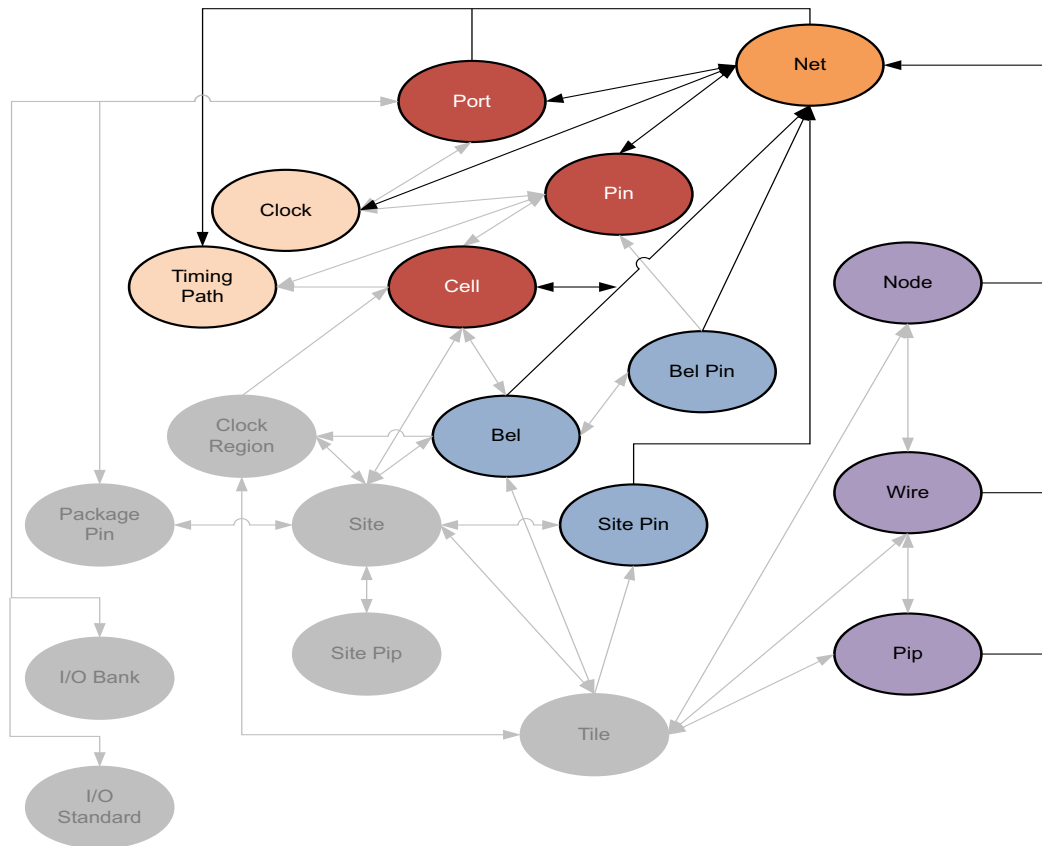 Net
Port
Pin
Clock
Timing
Path
Cell
Node
Bel Pin
Clock
Region
Bel
Wire
Package
Pin
Site
Site Pin
Site Pip
Pip
I/O Bank
Tile
I/O
Standard